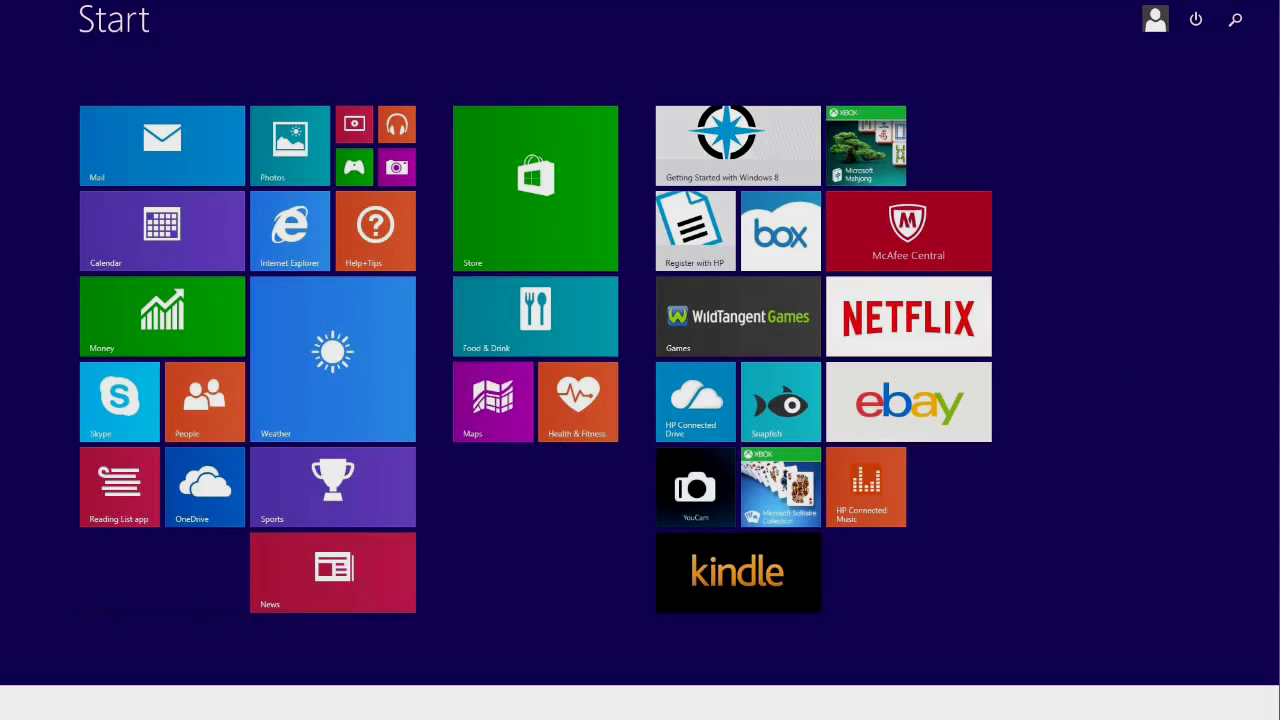 Start
Mail
Photos
Calendar
Internet Explorer
Help+Tips
Money
Weather
Skype
People
Reading List app
OneDrive
Sports
News
Store
Food & Drink
Maps
Health & Fitness
Getting Started with Windows 8
XBOX
Microsoft
Mahjong
Register with HP
box
M
McAfee Central
W WildTangent Games
Games
NETFLIX
HP Connected
Drive
Snapfish
ebay
YouCam
XBOX
Microsoft Solitaire
Collection
HP Connected
Music
kindle